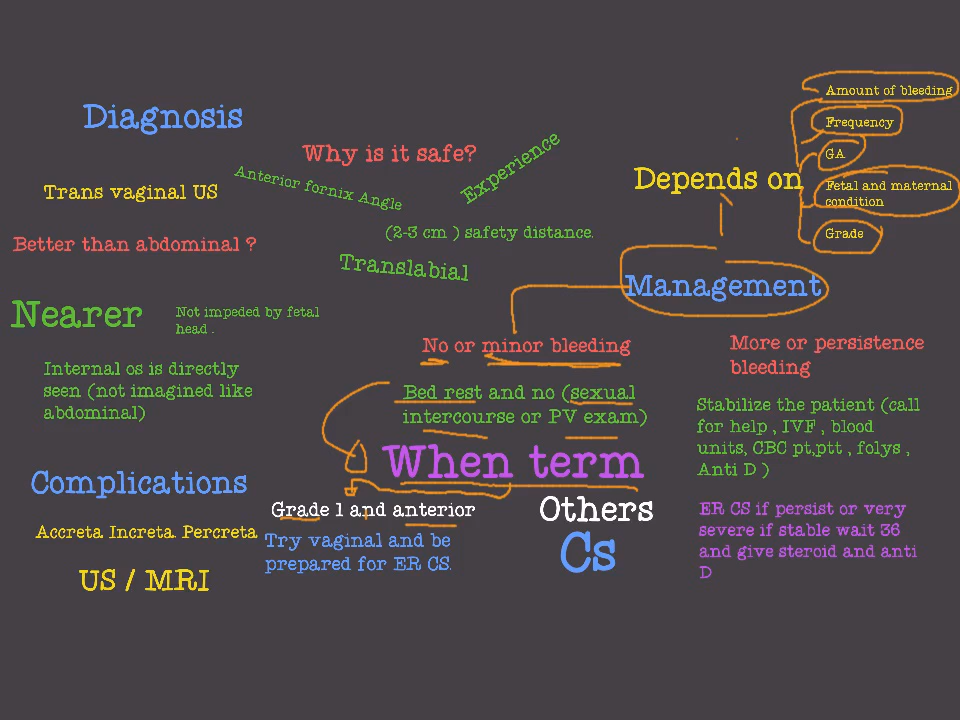 Diagnosis
Trans vaginal US
Better than abdominal ?
Nearer
Not impeded by fetal
head .
Internal os is directly
seen (not imagined like
abdominal)
Why is it safe?
Anterior fornix Angle
Experience
(2-3 cm ) safety distance.
Translabial
Complications
Accreta. Increta. Percreta
US / MRI
Depends on
Amount of bleeding
Frequency
GA
Fetal and maternal
condition
Grade
Management
No or minor bleeding
Bed rest and no (sexual
intercourse or PV exam)
When term
Grade 1 and anterior
Try vaginal and be
prepared for ER CS.
Others
Cs
More or persistence
bleeding
Stabilize the patient (call
for help , IVF , blood
units, CBC pt,ptt , folys ,
Anti D )
ER CS if persist or very
severe if stable wait 36
and give steroid and anti
D